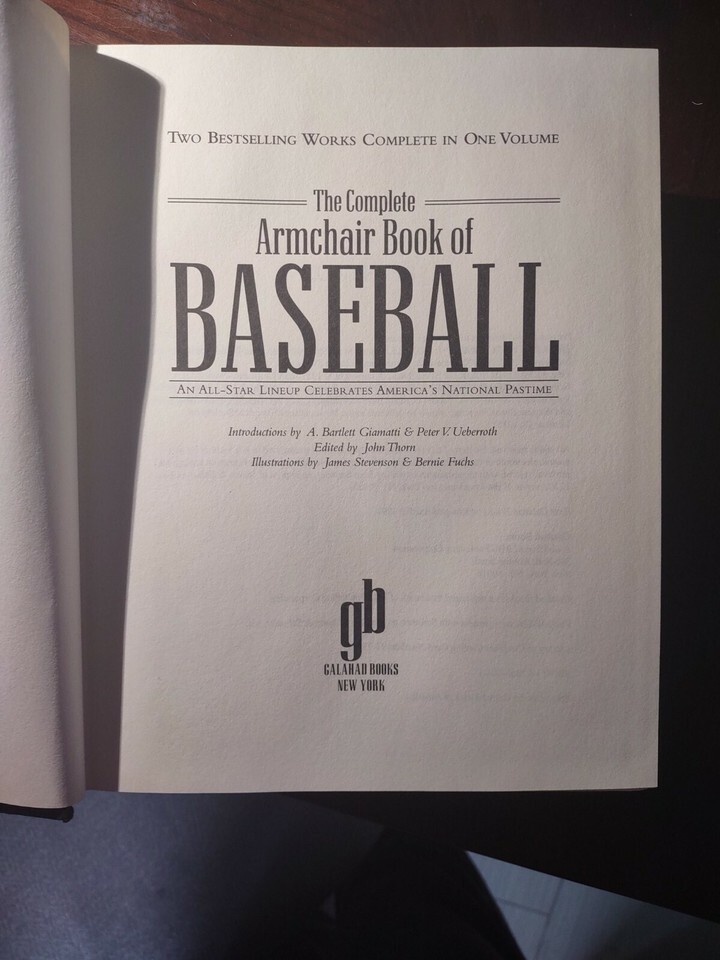 TWO BESTSELLING WORKS COMPLETE IN ONE VOLUME
The Complete
Armchair Book of
BASEBALL
AN ALL-STAR LINEUP CELEBRATES AMERICA'S NATIONAL PASTIME
Introductions by A. Bartlett Giamatti & Peter V. Ueberroth
Edited by John Thorn
Illustrations by James Stevenson & Bernie Fuchs
gb
GALAHAD BOOKS
NEW YORK